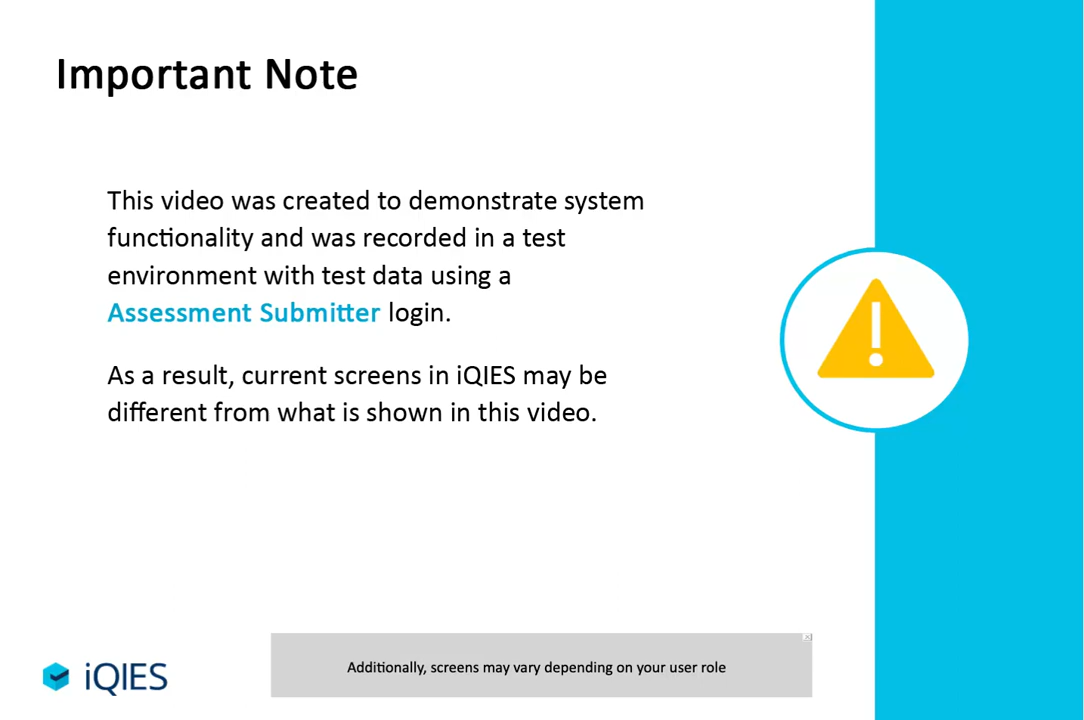 Important Note
This video was created to demonstrate system
functionality and was recorded in a test
environment with test data using a
Assessment Submitter login.
As a result, current screens in iQIES may be
different from what is shown in this video.
iQIES
Additionally, screens may vary depending on your user role